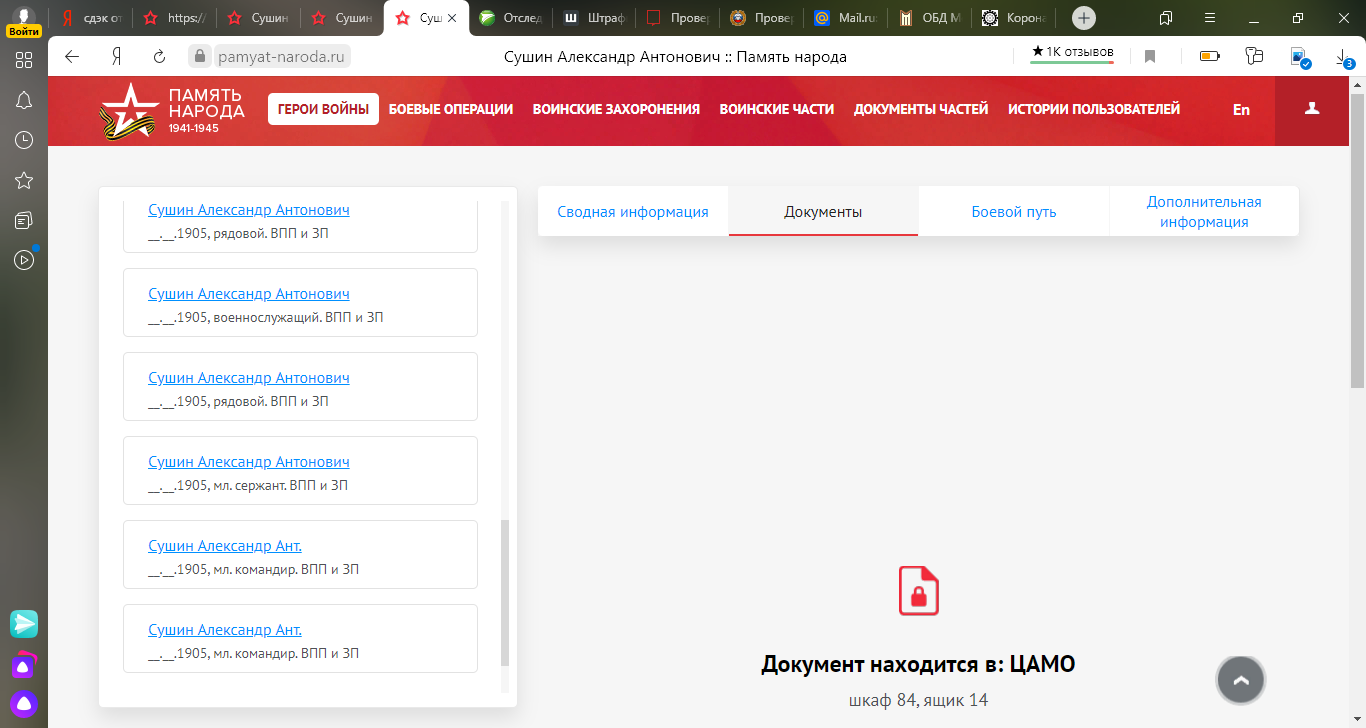 Войти
сдэк от
https://
Сушин
Сушин
Суш
Отслед
Штраф
Провер
Провер
Mail.ru:
ОБД М
Корона
pamyat-naroda.ru
Сушин Александр Антонович :: Память народа
★ 1K отзывов
3
ПАМЯТЬ
НАРОДА
1941-1945
ГЕРОИ ВОЙНЫ
БОЕВЫЕ ОПЕРАЦИИ
ВОИНСКИЕ ЗАХОРОНЕНИЯ
ВОИНСКИЕ ЧАСТИ
ДОКУМЕНТЫ ЧАСТЕЙ
ИСТОРИИ ПОЛЬЗОВАТЕЛЕЙ
En
Сушин Александр Антонович
__.__.1905, рядовой. ВПП и ЗП
Сушин Александр Антонович
__.__.1905, военнослужащий. ВПП и ЗП
Сушин Александр Антонович
__.__.1905, рядовой. ВПП и ЗП
Сушин Александр Антонович
__.__.1905, мл. сержант. ВПП и ЗП
Сушин Александр Ант.
__.__.1905, мл. командир. ВПП и ЗП
Сушин Александр Ант.
__.__.1905, мл. командир. ВПП и ЗП
Сводная информация
Документы
Боевой путь
Дополнительная
информация
Документ находится в: ЦАМО
шкаф 84, ящик 14